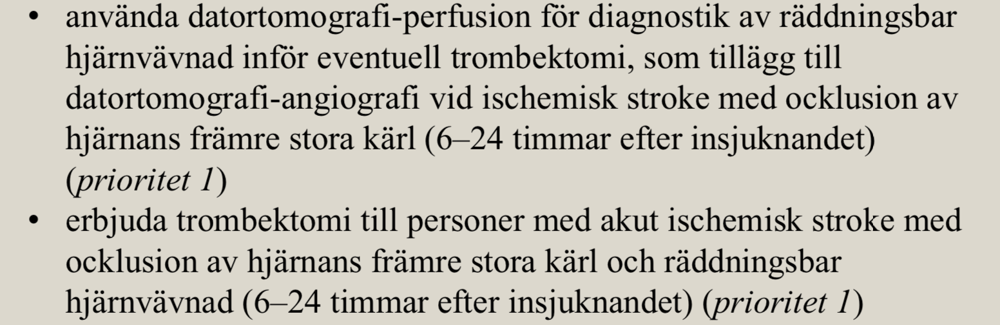 • använda datortomografi-perfusion för diagnostik av räddningsbar
hjärnvävnad inför eventuell trombektomi, som tillägg till
datortomografi-angiografi vid ischemisk stroke med ocklusion av
hjärnans främre stora kärl (6–24 timmar efter insjuknandet)
(prioritet 1)
• erbjuda trombektomi till personer med akut ischemisk stroke med
ocklusion av hjärnans främre stora kärl och räddningsbar
hjärnvävnad (6–24 timmar efter insjuknandet) (prioritet 1)